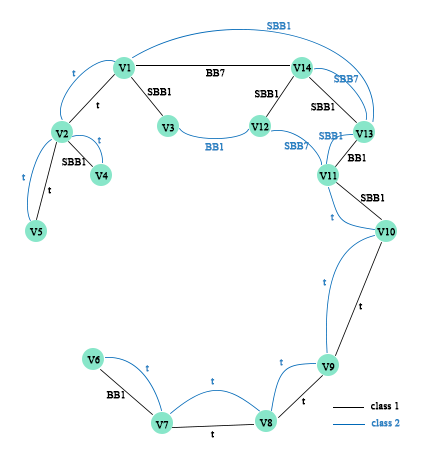 SBB1
t
V1
BB7
V14
SBB7
t
SBB1
SBB1
SBB1
V2
V3
BB1
V12
SBB7
SBB1
V13
t
SBB1
V4
BB1
t
t
V11
SBB1
V5
t
V10
t
t
V6
t
BB1
t
t
V9
t
V7
t
V8
class 1
class 2